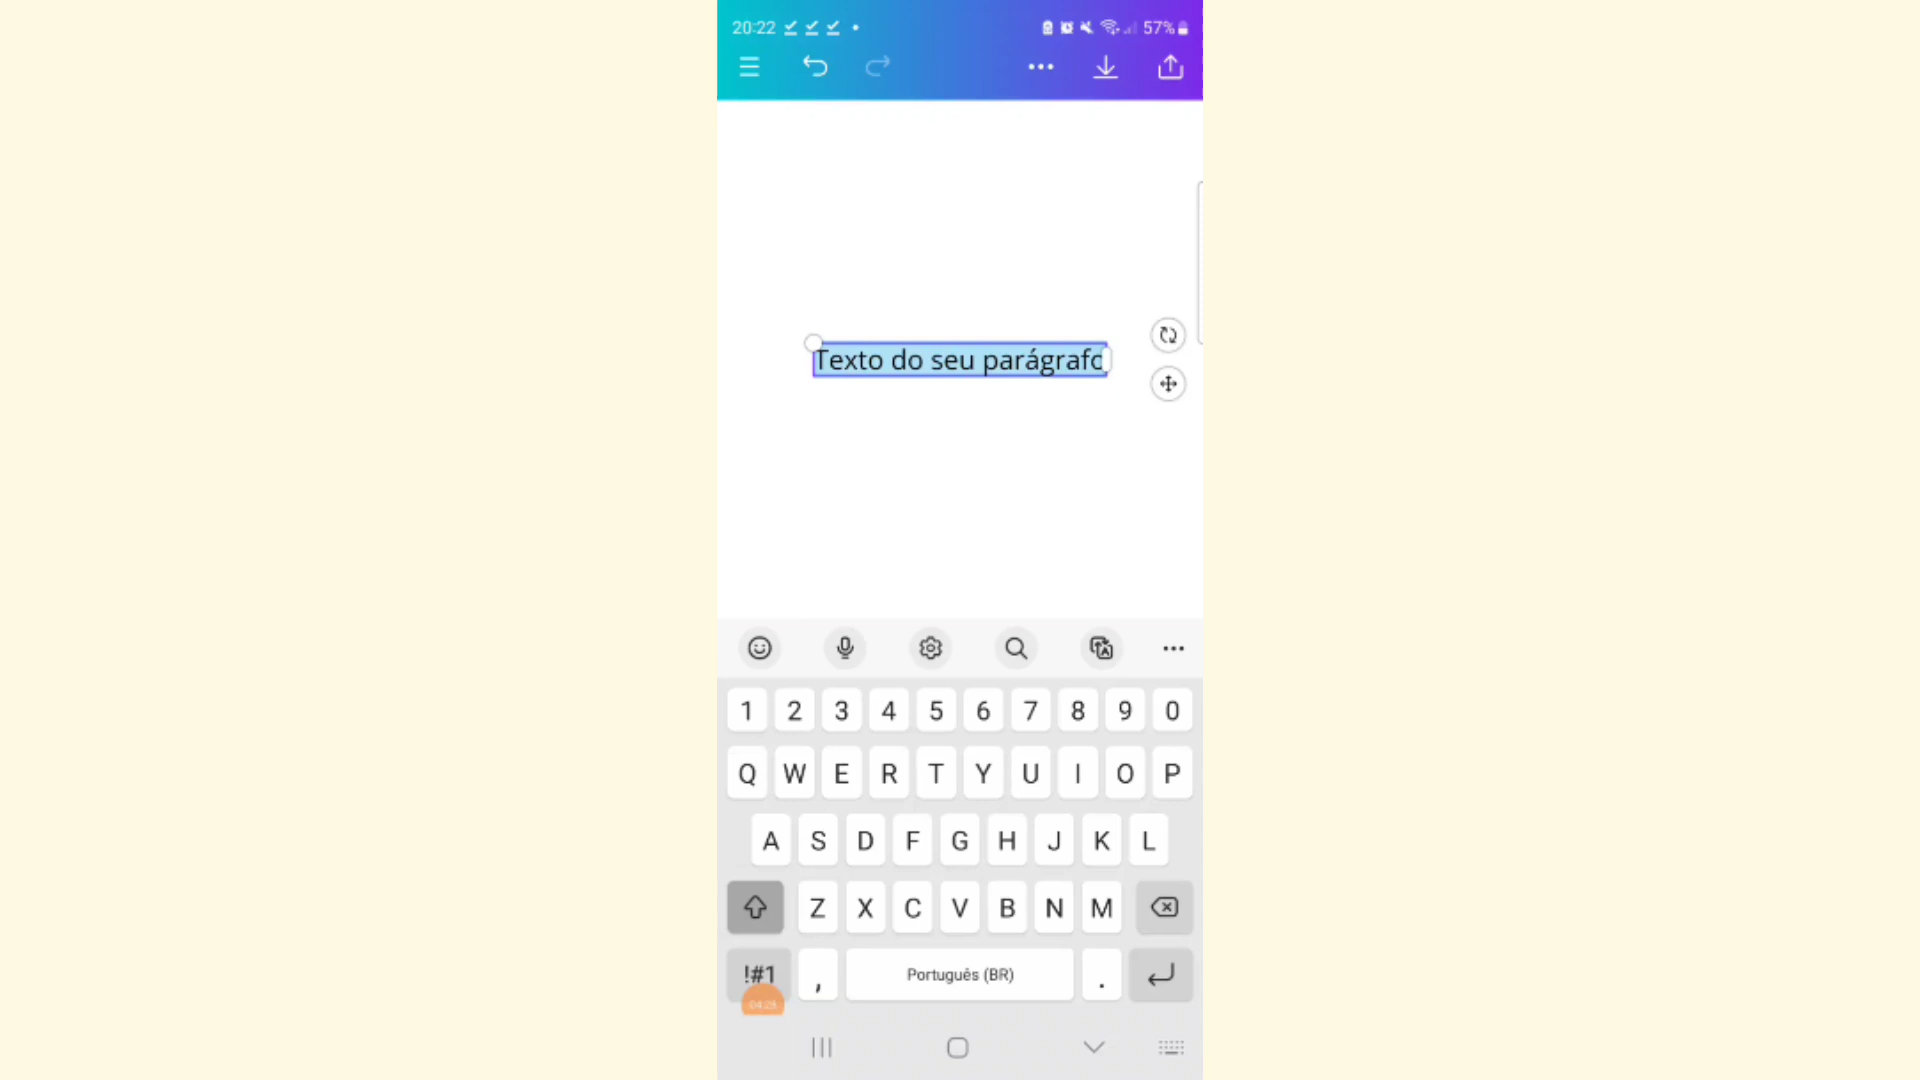 20:22 57%
Texto do seu parágrafo
1 2 3 4 5 6 7 8 9 0
Q W E R T Y U I O P
A S D F G H J K L
Z X C V B N M
!#1 , Português (BR) .